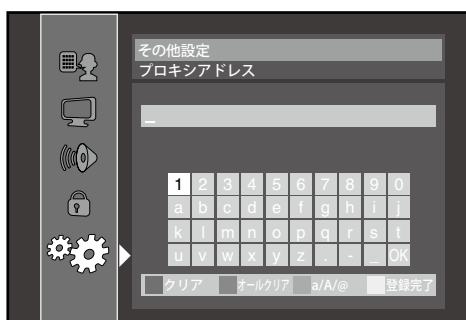 その他設定
プロキシアドレス
_
1 2 3 4 5 6 7 8 9 0
a b c d e f g h i j
k l m n o p q r s t
u v w x y z . - _ OK
クリア オールクリア a/A/@ 登録完了